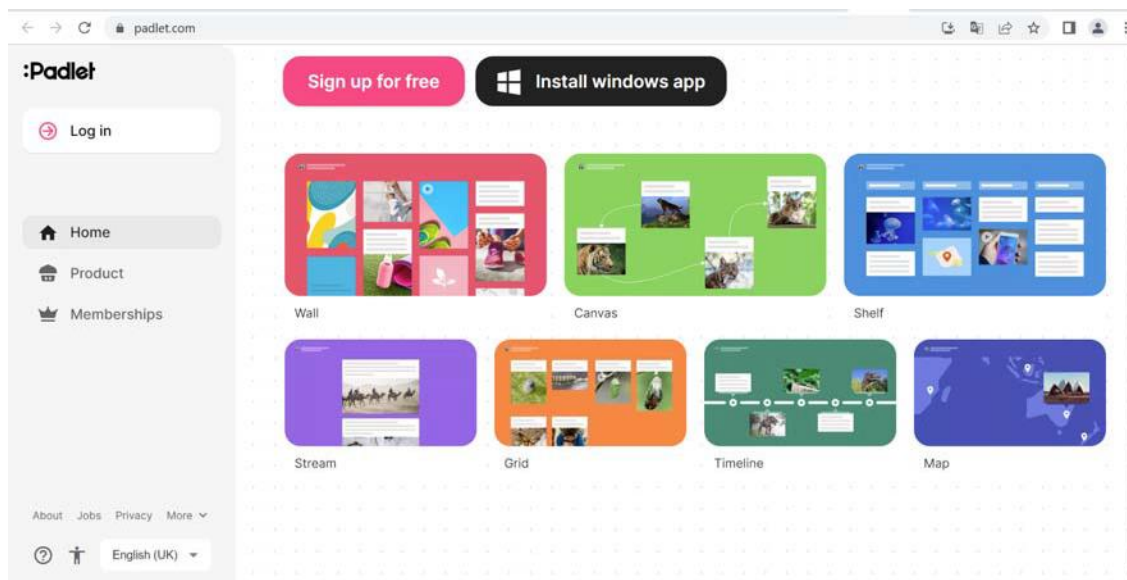 padlet.com
:Padlet
Log in
Home
Product
Memberships
About Jobs Privacy More
English (UK)
Sign up for free
Install windows app
Wall
Canvas
Shelf
Stream
Grid
Timeline
Map